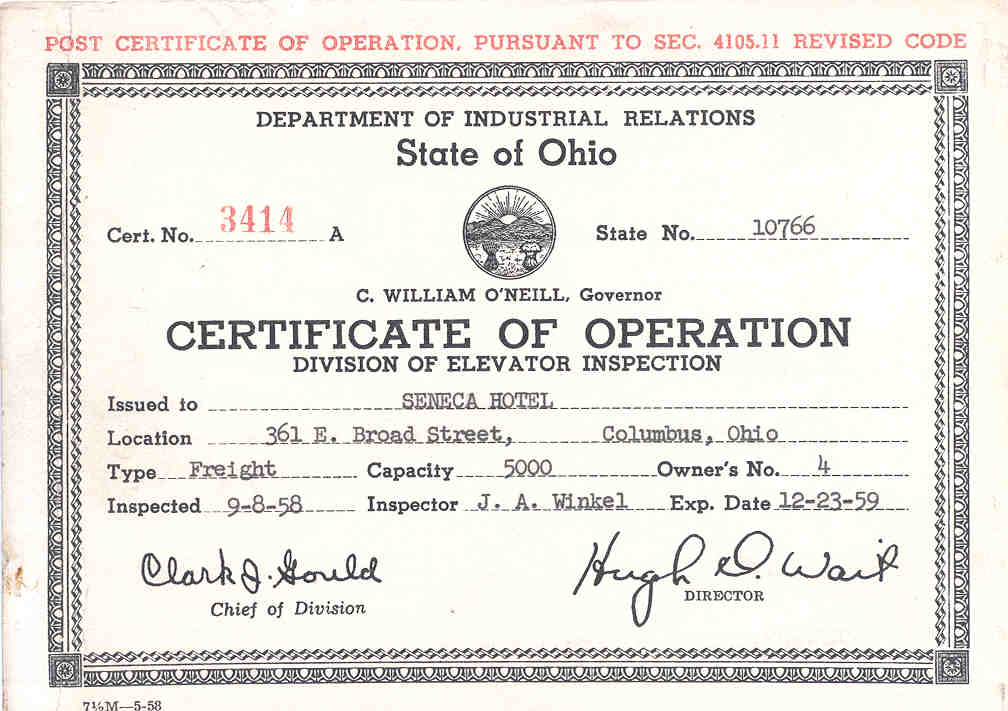 POST CERTIFICATE OF OPERATION, PURSUANT TO SEC. 4105.11 REVISED CODE
DEPARTMENT OF INDUSTRIAL RELATIONS
State of Ohio
Cert. No. 3414 A State No. 10766
C. WILLIAM O'NEILL, Governor
CERTIFICATE OF OPERATION
DIVISION OF ELEVATOR INSPECTION
Issued to SENECA HOTEL
Location 361 E. Broad Street, Columbus, Ohio
Type Freight Capacity 5000 Owner's No. 4
Inspected 9-8-58 Inspector J. A. Winkel Exp. Date 12-23-59
Clark J. Gould Hugh D. Wait
Chief of Division DIRECTOR
7½M—5-58